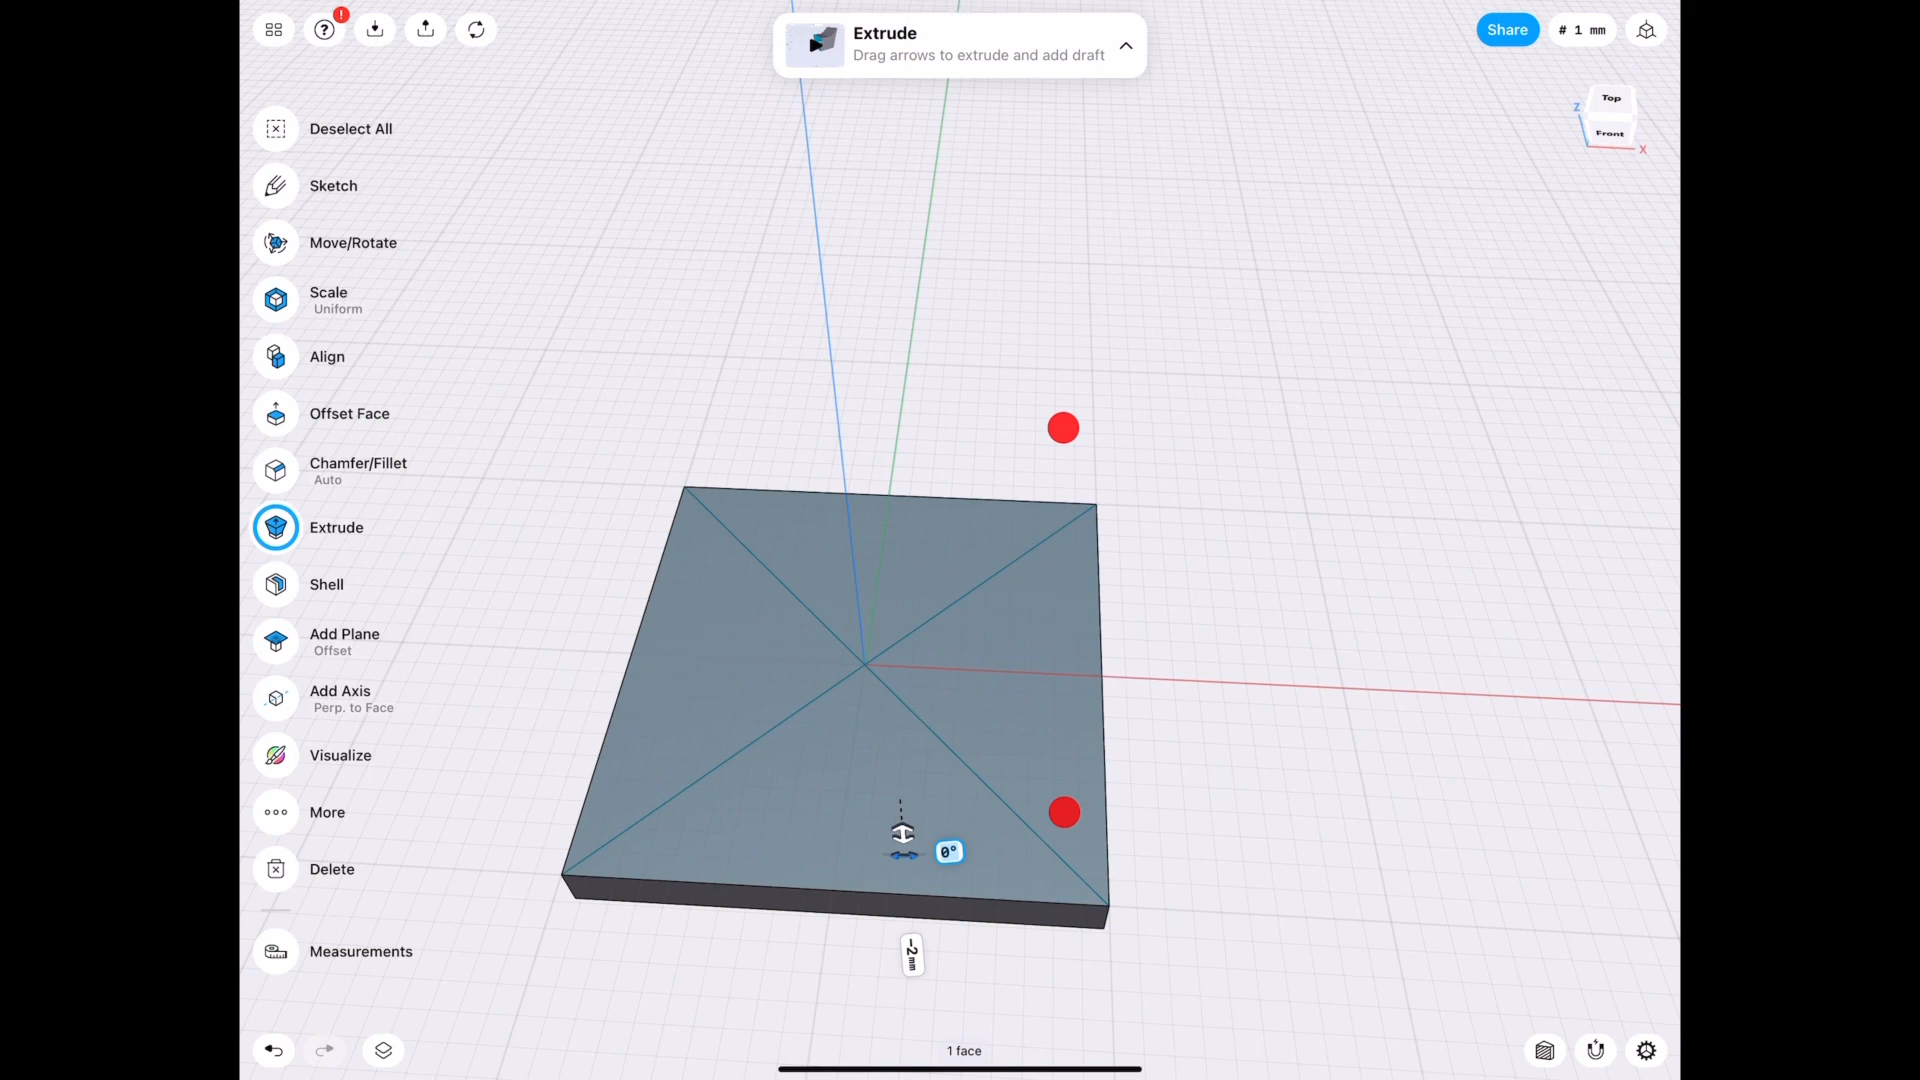 !
?
Extrude
Drag arrows to extrude and add draft
Share
# 1 mm
Top
Front
Z
X
Deselect All
Sketch
Move/Rotate
Scale
Uniform
Align
Offset Face
Chamfer/Fillet
Auto
Extrude
Shell
Add Plane
Offset
Add Axis
Perp. to Face
Visualize
More
Delete
Measurements
0°
-2 mm
1 face